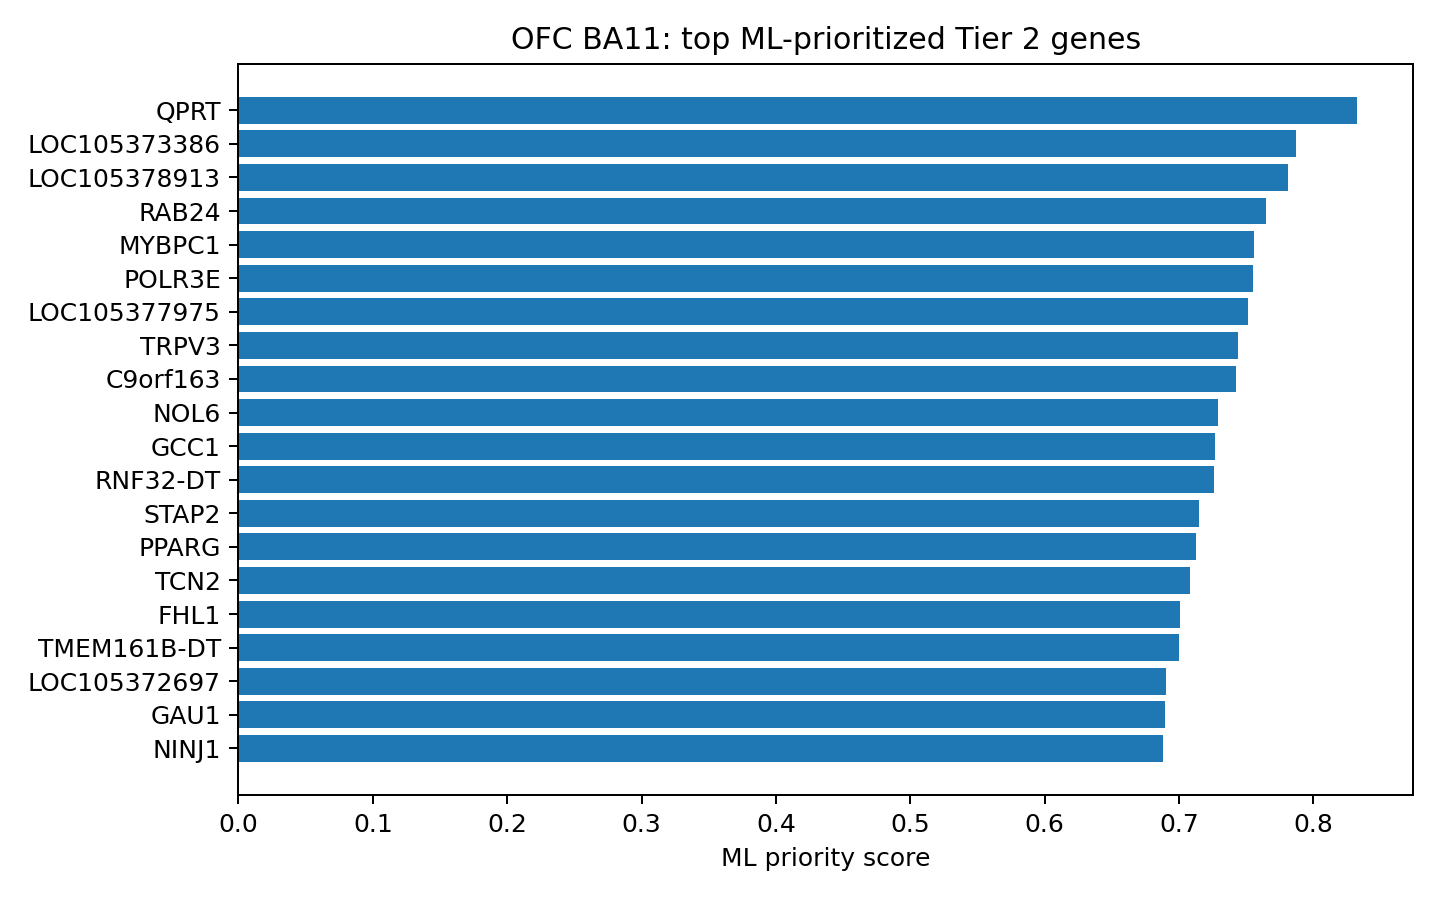 OFC BA11: top ML-prioritized Tier 2 genes
QPRT
LOC105373386
LOC105378913
RAB24
MYBPC1
POLR3E
LOC105377975
TRPV3
C9orf163
NOL6
GCC1
RNF32-DT
STAP2
PPARG
TCN2
FHL1
TMEM161B-DT
LOC105372697
GAU1
NINJ1
0.0 0.1 0.2 0.3 0.4 0.5 0.6 0.7 0.8
ML priority score